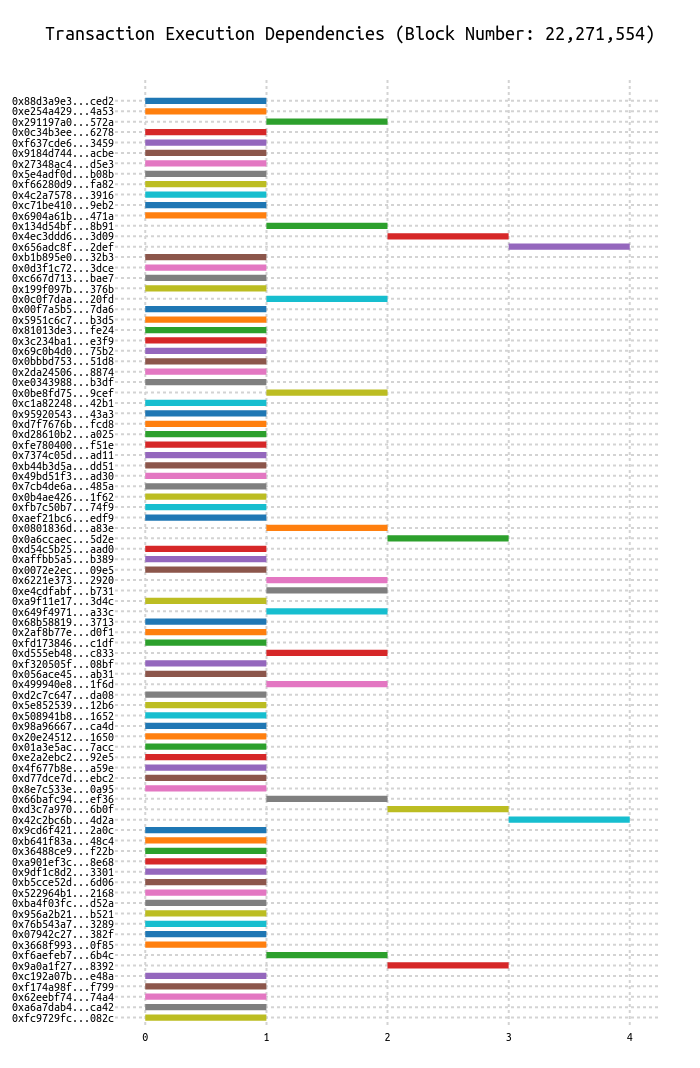 Transaction Execution Dependencies (Block Number: 22,271,554)
0x88d3a9e3...ced2
0xe254a429...4a53
0x291197a0...572a
0x0c34b3ee...6278
0xf637cde6...3459
0x9184d744...acbe
0x27348ac4...d5e3
0x5e4adf0d...b08b
0xf66280d9...fa82
0x4c2a7578...3916
0xc71be410...9eb2
0x6904a61b...471a
0x134d54bf...8b91
0x4ec3ddd6...3d09
0x656adc8f...2def
0xb1b895e0...32b3
0x0d3f1c72...3dce
0xc667d713...bae7
0x199f097b...376b
0x0c0f7daa...20fd
0x00f7a5b5...7da6
0x5951c6c7...b3d5
0x81013de3...fe24
0x3c234ba1...e3f9
0x69c0b4d0...75b2
0x0bbbd753...51d8
0x2da24506...8874
0xe0343988...b3df
0x0be8fd75...9cef
0xc1a82248...42b1
0x95920543...43a3
0xd7f7676b...fcd8
0xd28610b2...a025
0xfe780400...f51e
0x7374c05d...ad11
0xb44b3d5a...dd51
0x49bd51f3...ad30
0x7cb4de6a...485a
0x0b4ae426...1f62
0xfb7c50b7...74f9
0xaef21bc6...edf9
0x0801836d...a83e
0x0a6ccaec...5d2e
0xd54c5b25...aad0
0xaffbb5a5...b389
0x0072e2ec...09e5
0x6221e373...2920
0xe4cdfabf...b731
0xa9f11e17...3d4c
0x649f4971...a33c
0x68b58819...3713
0x2af8b77e...d0f1
0xfd173846...c1df
0xd555eb48...c833
0xf320505f...08bf
0x056ace45...ab31
0x499940e8...1f6d
0xd2c7c647...da08
0x5e852539...12b6
0x508941b8...1652
0x98a96667...ca4d
0x20e24512...1650
0x01a3e5ac...7acc
0xe2a2ebc2...92e5
0x4f677b8e...a59e
0xd77dce7d...ebc2
0x8e7c533e...0a95
0x66bafc94...ef36
0xd3c7a970...6b0f
0x42c2bc6b...4d2a
0x9cd6f421...2a0c
0xb641f83a...48c4
0x36488ce9...f22b
0xa901ef3c...8e68
0x9df1c8d2...3301
0xb5cce52d...6d06
0x522964b1...2168
0xba4f03fc...d52a
0x956a2b21...b521
0x76b543a7...3289
0x07942c27...382f
0x3668f993...0f85
0xf6aefeb7...6b4c
0x9a0a1f27...8392
0xc192a07b...e48a
0xf174a98f...f799
0x62eebf74...74a4
0xa6a7dab4...ca42
0xfc9729fc...082c
0 1 2 3 4